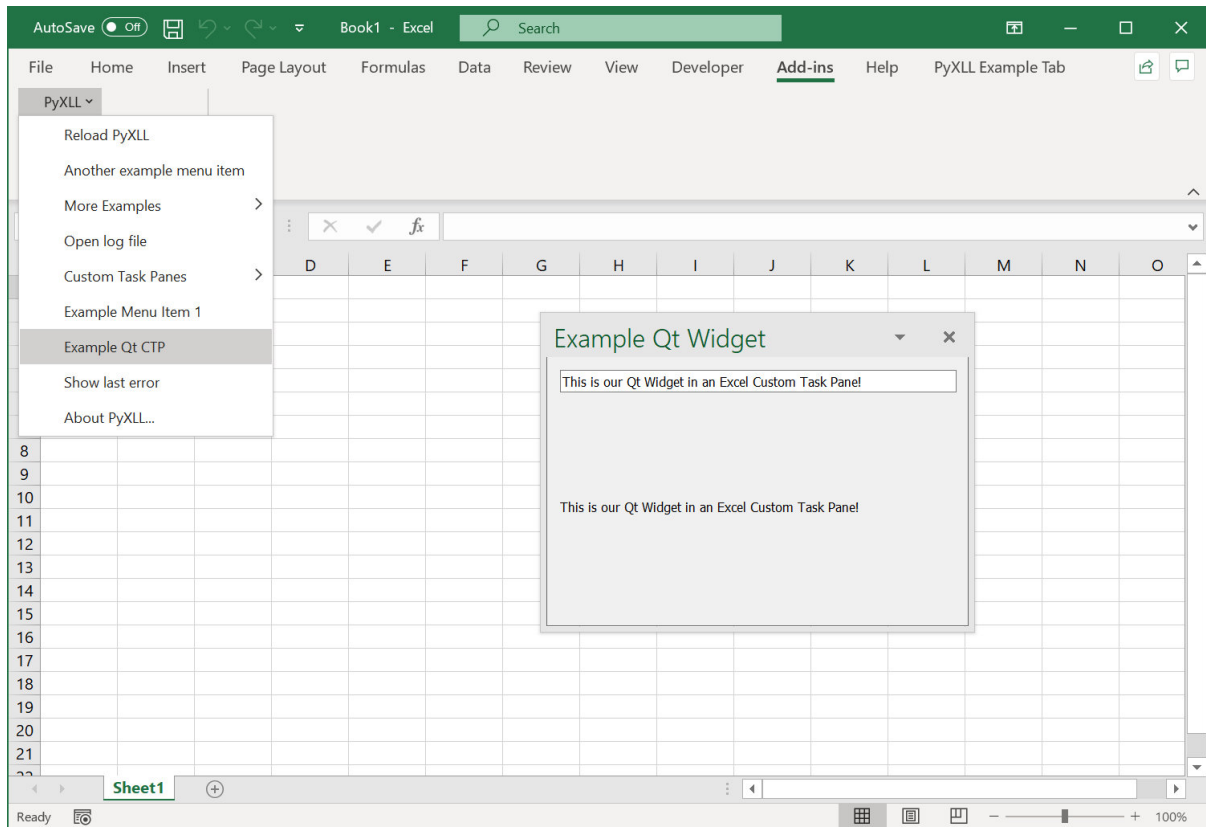 AutoSave Off Book1 - Excel Search
File Home Insert Page Layout Formulas Data Review View Developer Add-ins Help PyXLL Example Tab
PyXLL
Reload PyXLL
Another example menu item
More Examples
Open log file
Custom Task Panes
Example Menu Item 1
Example Qt CTP
Show last error
About PyXLL...
fx
D E F G H I J K L M N O
Example Qt Widget
This is our Qt Widget in an Excel Custom Task Pane!
This is our Qt Widget in an Excel Custom Task Pane!
8
9
10
11
12
13
14
15
16
17
18
19
20
21
Sheet1
Ready 100%